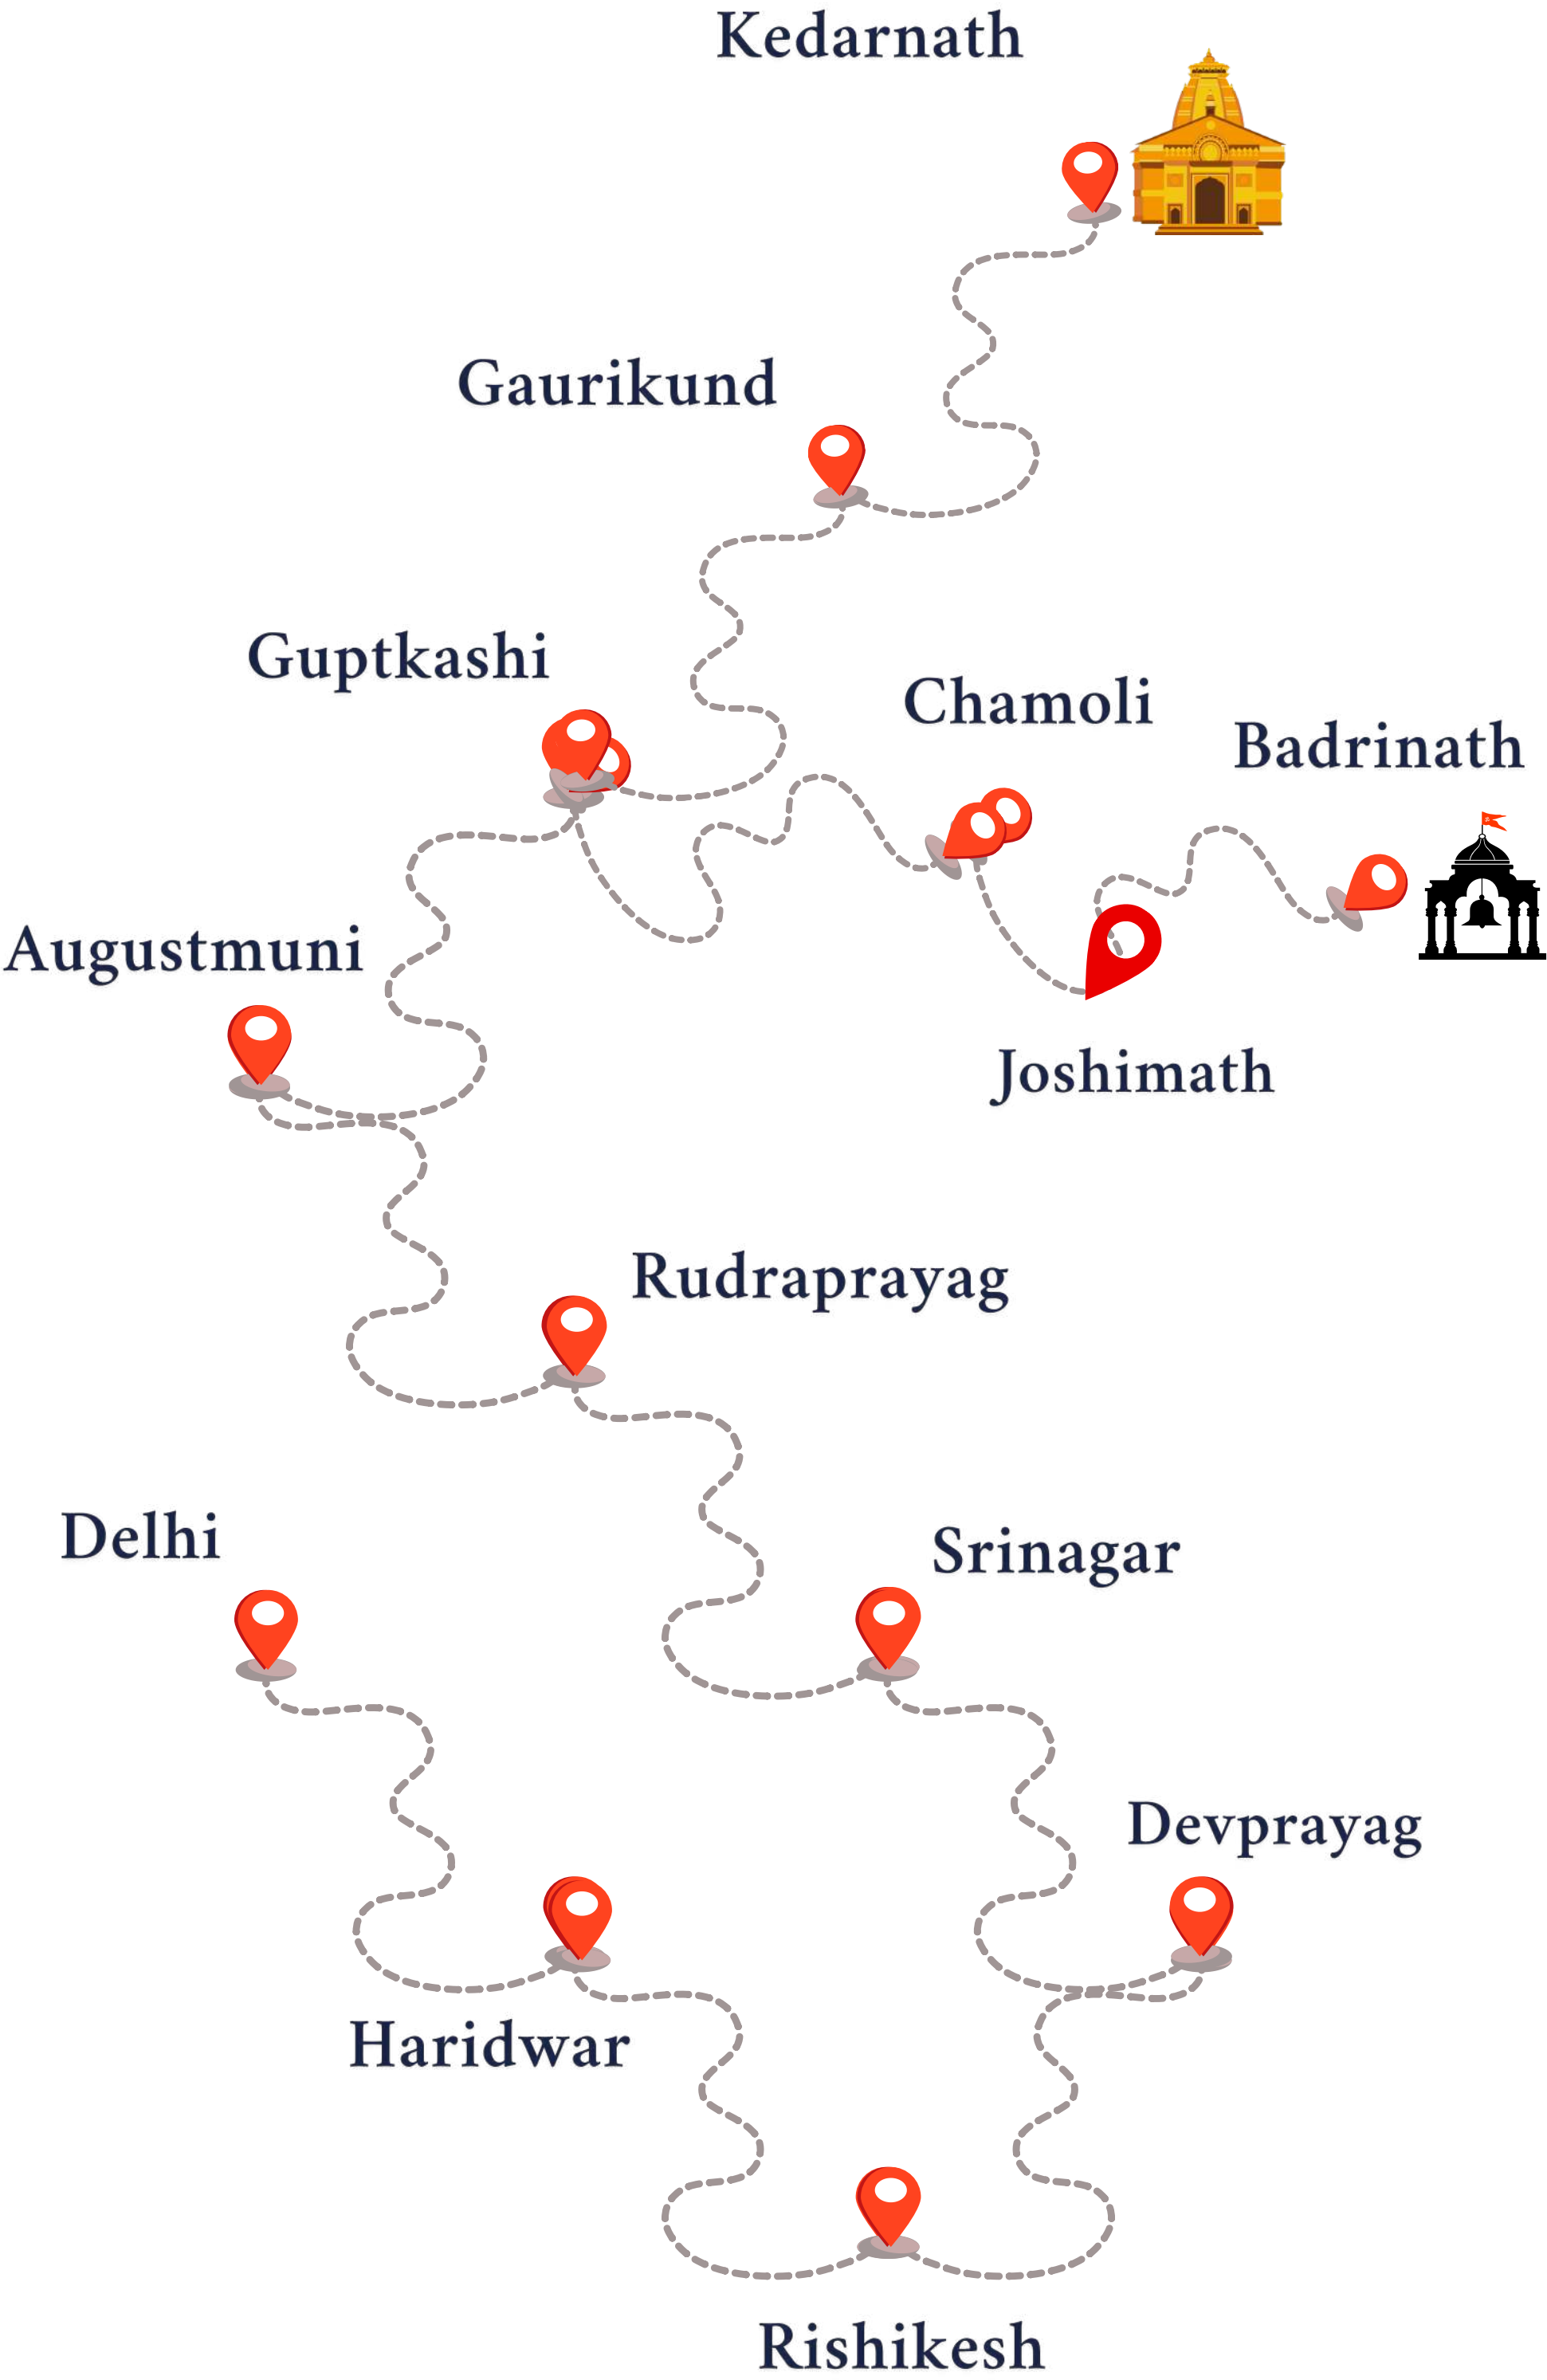 Kedarnath
Gaurikund
Guptkashi
Chamoli
Badrinath
Augustmuni
Joshimath
Rudraprayag
Delhi
Srinagar
Devprayag
Haridwar
Rishikesh